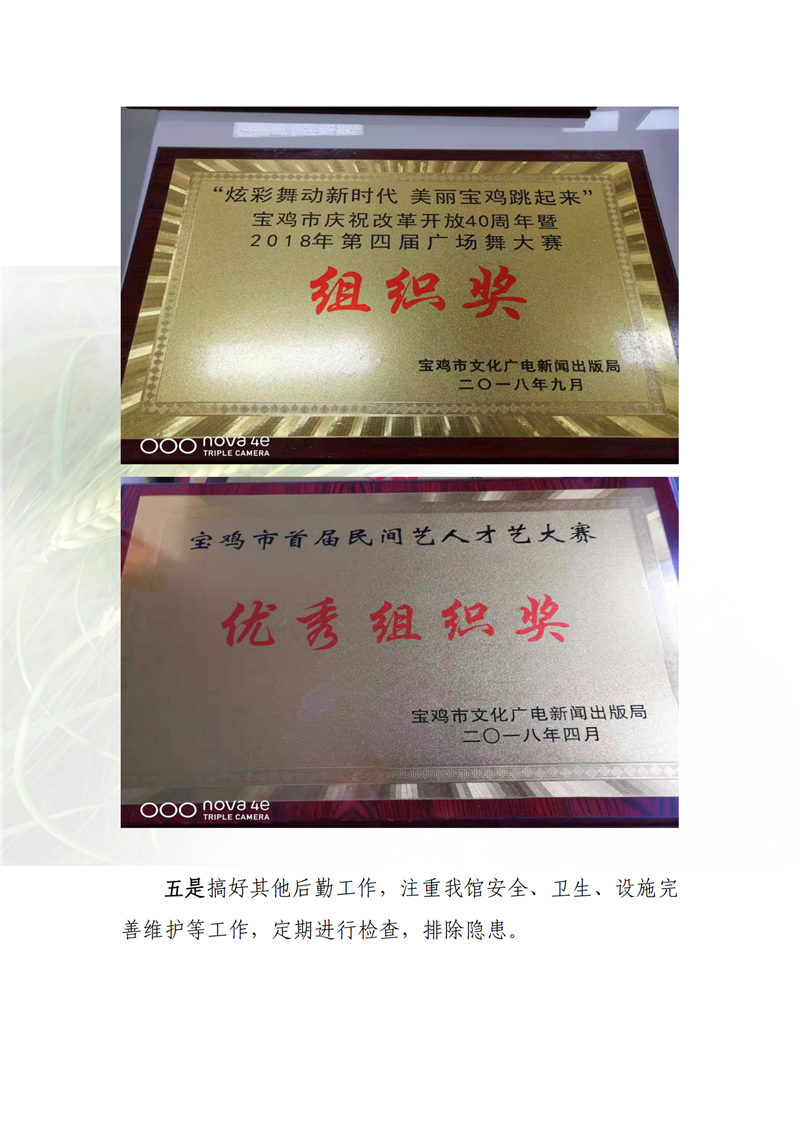 “炫彩舞动新时代 美丽宝鸡跳起来”
宝鸡市庆祝改革开放40周年暨
2018年第四届广场舞大赛
组织奖
宝鸡市文化广电新闻出版局
二〇一八年九月
nova 4e
TRIPLE CAMERA
宝鸡市首届民间艺人才艺大赛
优秀组织奖
宝鸡市文化广电新闻出版局
二〇一八年四月
nova 4e
TRIPLE CAMERA
五是搞好其他后勤工作，注重我馆安全、卫生、设施完
善维护等工作，定期进行检查，排除隐患。